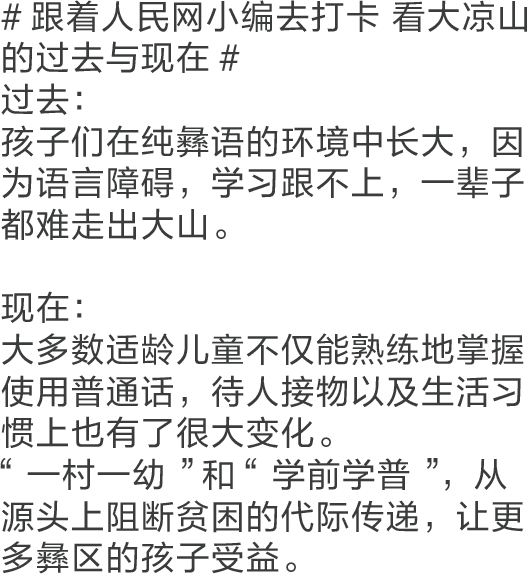 # 跟着人民网小编去打卡 看大凉山
的过去与现在 #
过去：
孩子们在纯彝语的环境中长大，因
为语言障碍，学习跟不上，一辈子
都难走出大山。
现在：
大多数适龄儿童不仅能熟练地掌握
使用普通话，待人接物以及生活习
惯上也有了很大变化。
“ 一村一幼 ”和“ 学前学普 ”，从
源头上阻断贫困的代际传递，让更
多彝区的孩子受益。